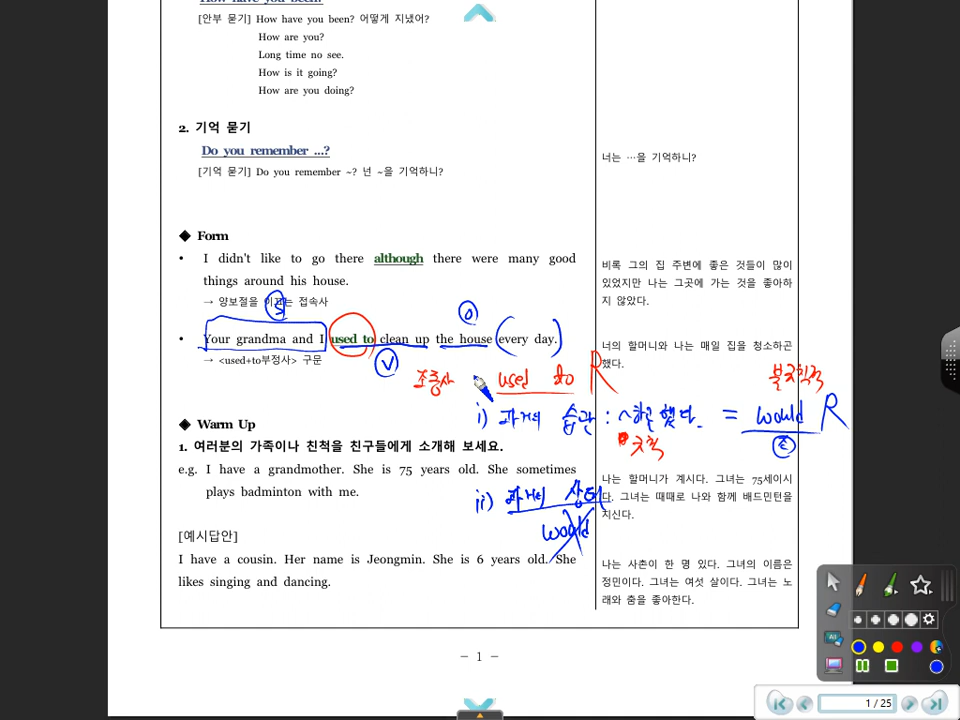 How have you been?
[안부 묻기] How have you been? 어떻게 지냈어?
How are you?
Long time no see.
How is it going?
How are you doing?
2. 기억 묻기
Do you remember ...?
너는 …을 기억하니?
[기억 묻기] Do you remember ~? 넌 ~을 기억하니?
◈ Form
• I didn't like to go there although there were many good
things around his house.
비록 그의 집 주변에 좋은 것들이 많이
있었지만 나는 그곳에 가는 것을 좋아하
지 않았다.
→ 양보절을 이끄는 접속사
S
O
• Your grandma and I used to clean up the house (every day.)
너의 할머니와 나는 매일 집을 청소하곤
했다.
→ <used+to부정사> 구문
V
조동사 used to R
불규칙적
i) 과거의 습관 : ~하곤 했다. = would R
규칙
조
◈ Warm Up
1. 여러분의 가족이나 친척을 친구들에게 소개해 보세요.
e.g. I have a grandmother. She is 75 years old. She sometimes
plays badminton with me.
나는 할머니가 계시다. 그녀는 75세이시
다. 그녀는 때때로 나와 함께 배드민턴을
치신다.
ii) 과거의 상태
would
[예시답안]
I have a cousin. Her name is Jeongmin. She is 6 years old. She
likes singing and dancing.
나는 사촌이 한 명 있다. 그녀의 이름은
정민이다. 그녀는 여섯 살이다. 그녀는 노
래와 춤을 좋아한다.
- 1 -
1 / 25